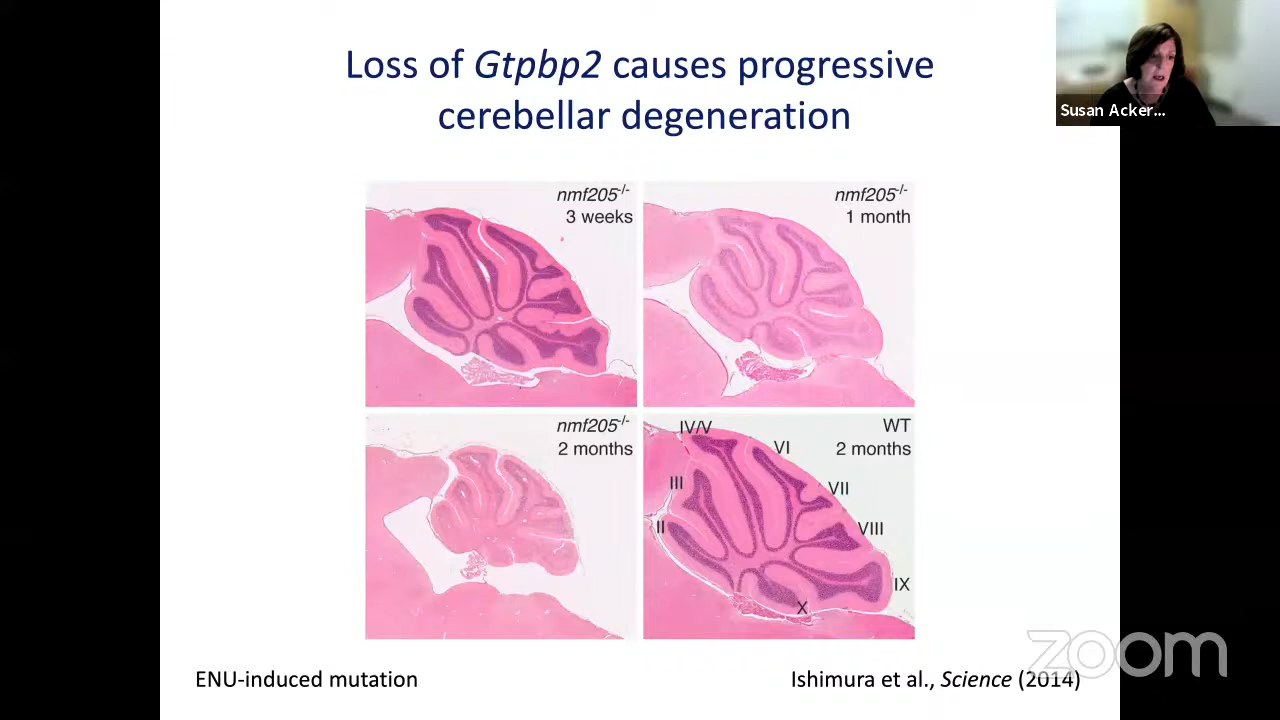 Loss of Gtpbp2 causes progressive
cerebellar degeneration
Susan Acker...
nmf205-/-
3 weeks
nmf205-/-
1 month
nmf205-/-
2 months
WT
2 months
IV/V
VI
III
VII
II
VIII
IX
X
ENU-induced mutation
Ishimura et al., Science (2014)
zoom